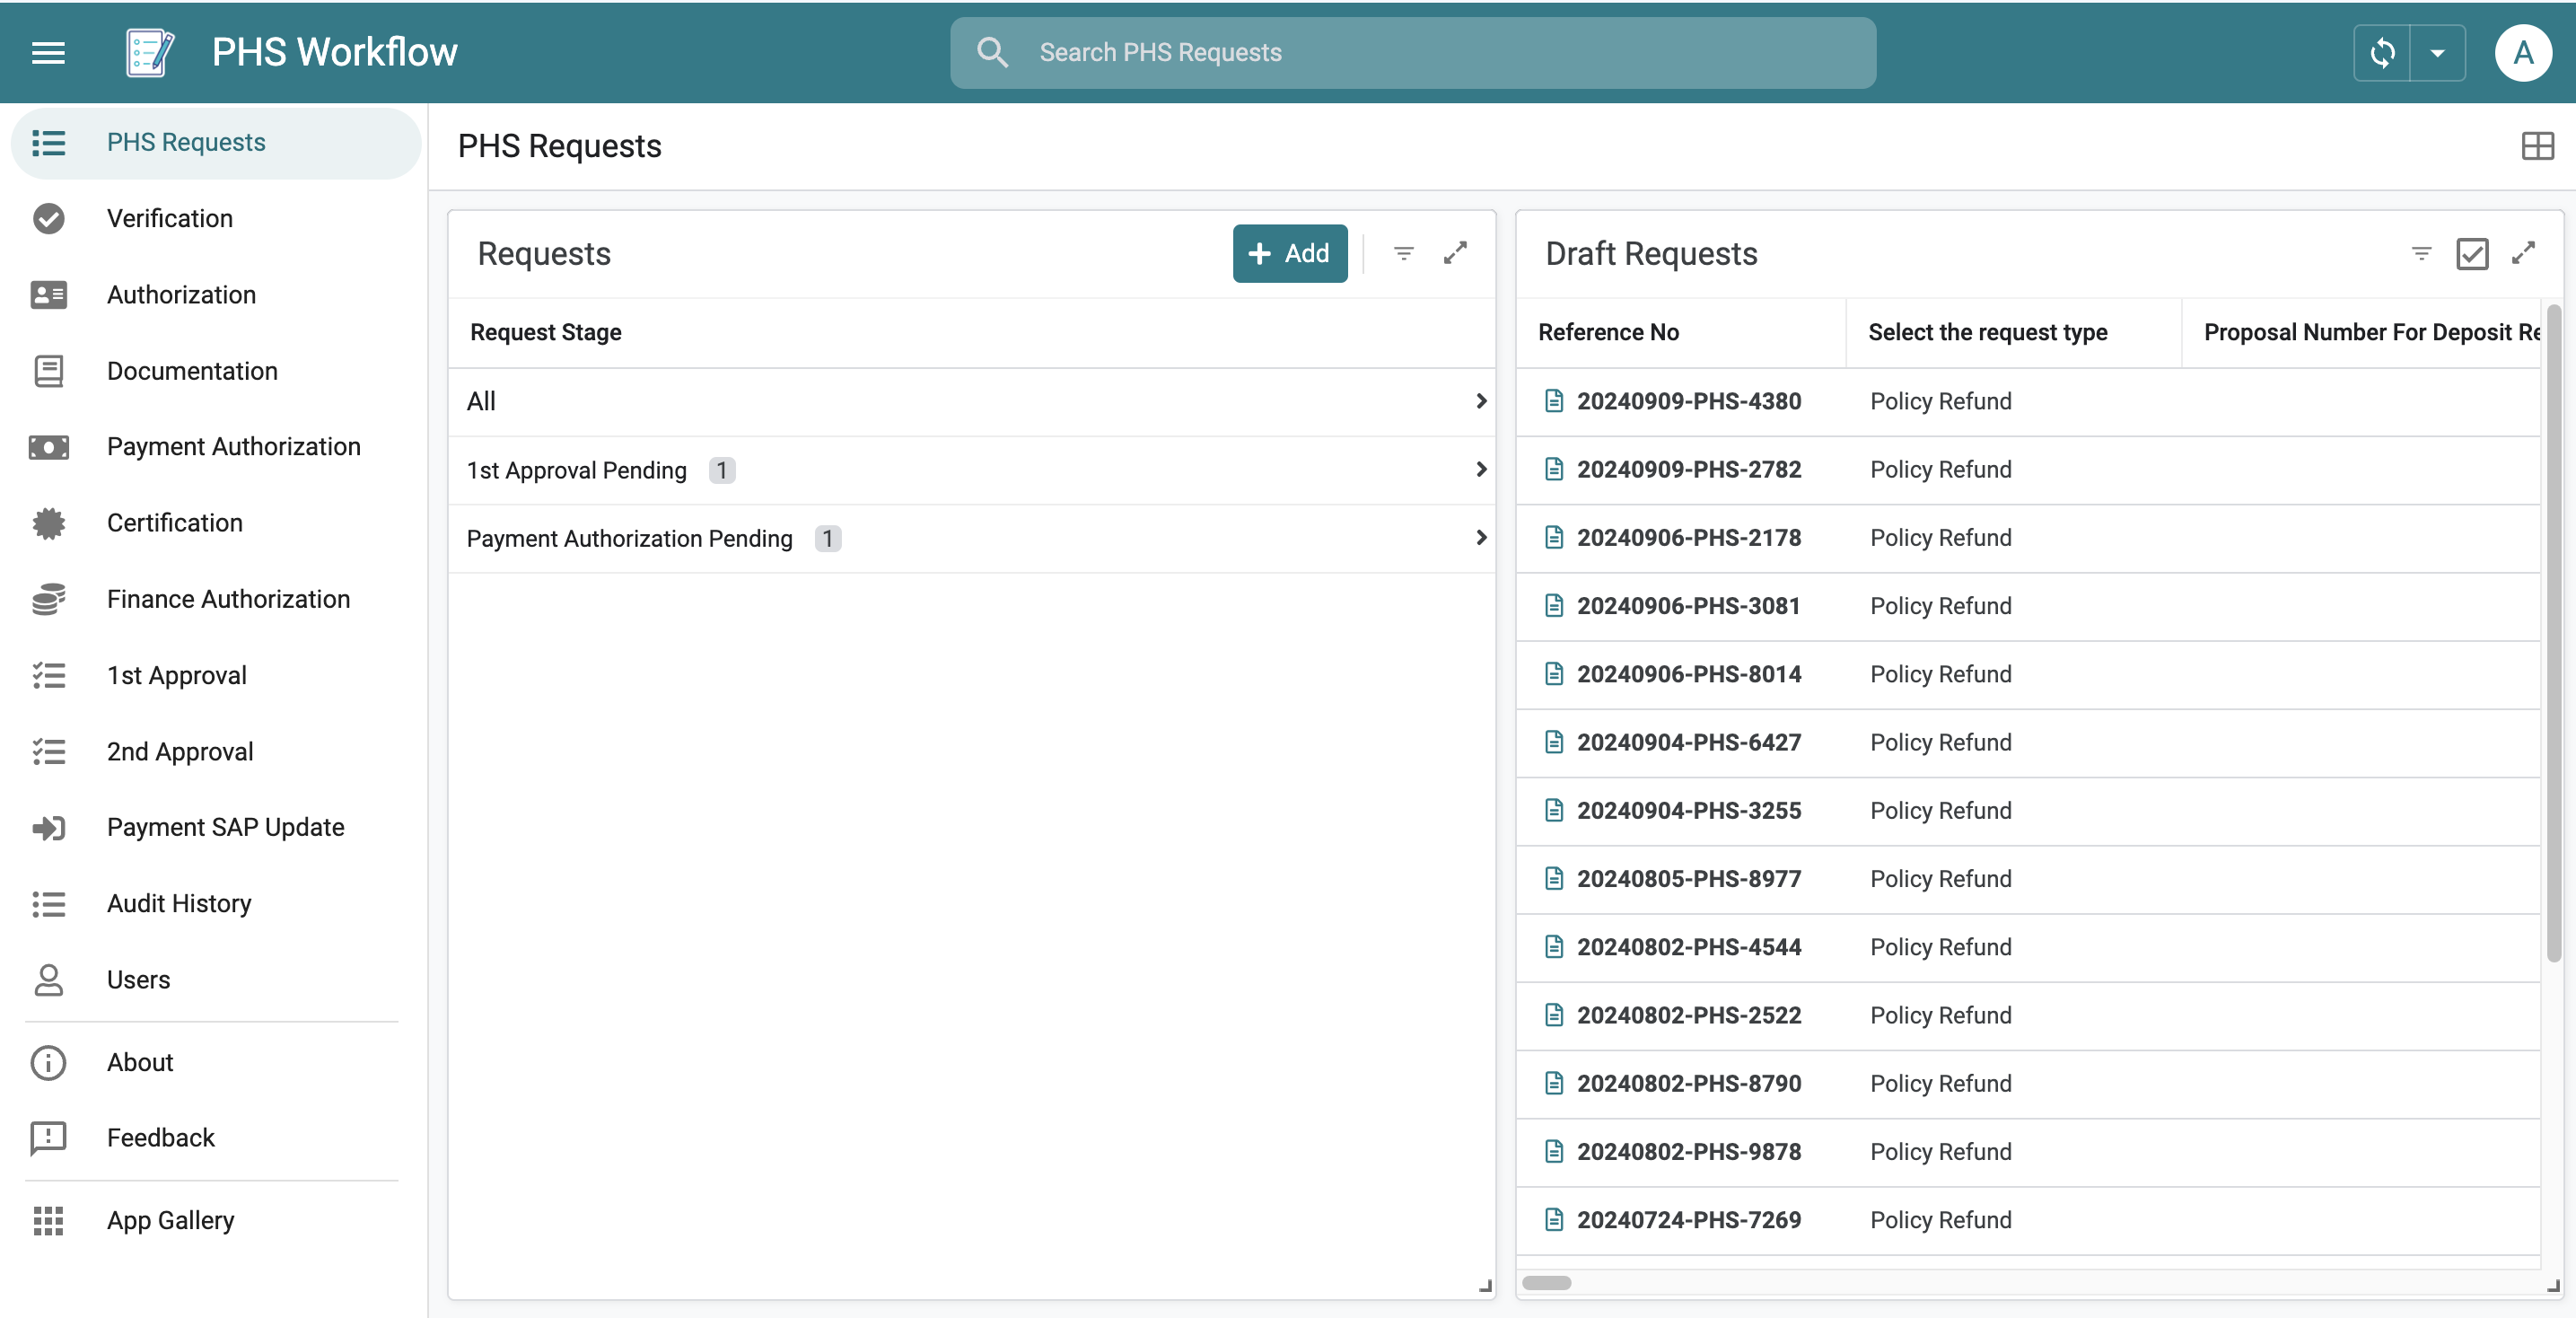 PHS Workflow
Search PHS Requests
A
PHS Requests
Verification
Authorization
Documentation
Payment Authorization
Certification
Finance Authorization
1st Approval
2nd Approval
Payment SAP Update
Audit History
Users
About
Feedback
App Gallery
PHS Requests
Requests
+ Add
Request Stage
All
1st Approval Pending 1
Payment Authorization Pending 1
Draft Requests
Reference No Select the request type Proposal Number For Deposit Re
20240909-PHS-4380 Policy Refund
20240909-PHS-2782 Policy Refund
20240906-PHS-2178 Policy Refund
20240906-PHS-3081 Policy Refund
20240906-PHS-8014 Policy Refund
20240904-PHS-6427 Policy Refund
20240904-PHS-3255 Policy Refund
20240805-PHS-8977 Policy Refund
20240802-PHS-4544 Policy Refund
20240802-PHS-2522 Policy Refund
20240802-PHS-8790 Policy Refund
20240802-PHS-9878 Policy Refund
20240724-PHS-7269 Policy Refund